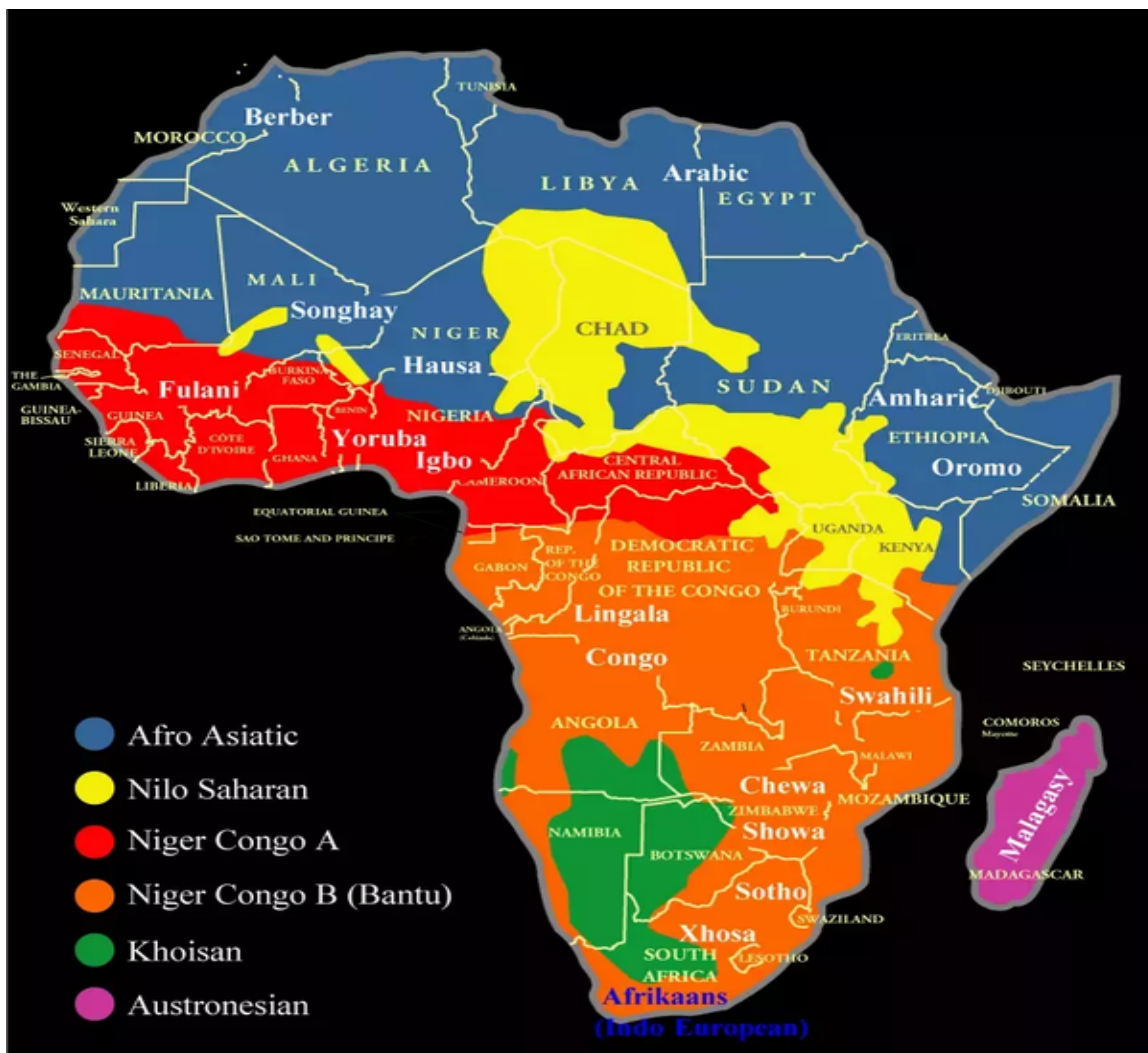 TUNISIA
Berber
MOROCCO
ALGERIA
LIBYA
Arabic
EGYPT
Western
Sahara
MALI
MAURITANIA
Songhay
NIGER
CHAD
Hausa
SUDAN
ERITREA
SENEGAL
THE
GAMBIA
BURKINA
FASO
Fulani
GUINEA-
BISSAU
GUINEA
BENIN
NIGERIA
Amharic
DJIBOUTI
ETHIOPIA
SIERRA
LEONE
CÔTE
D'IVOIRE
GHANA
Yoruba
Igbo
CENTRAL
AFRICAN REPUBLIC
Oromo
LIBERIA
CAMEROON
SOMALIA
EQUATORIAL GUINEA
SAO TOME AND PRINCIPE
UGANDA
KENYA
GABON
REP.
OF THE
CONGO
DEMOCRATIC
REPUBLIC
OF THE CONGO
BURUNDI
Lingala
ANGOLA
(Cabinda)
Congo
TANZANIA
SEYCHELLES
Swahili
ANGOLA
ZAMBIA
MALAWI
COMOROS
Mayotte
Chewa
MOZAMBIQUE
ZIMBABWE
Showa
NAMIBIA
BOTSWANA
Malagasy
MADAGASCAR
Sotho
SWAZILAND
Xhosa
LESOTHO
SOUTH
AFRICA
Afrikaans
(Indo European)
Afro Asiatic
Nilo Saharan
Niger Congo A
Niger Congo B (Bantu)
Khoisan
Austronesian